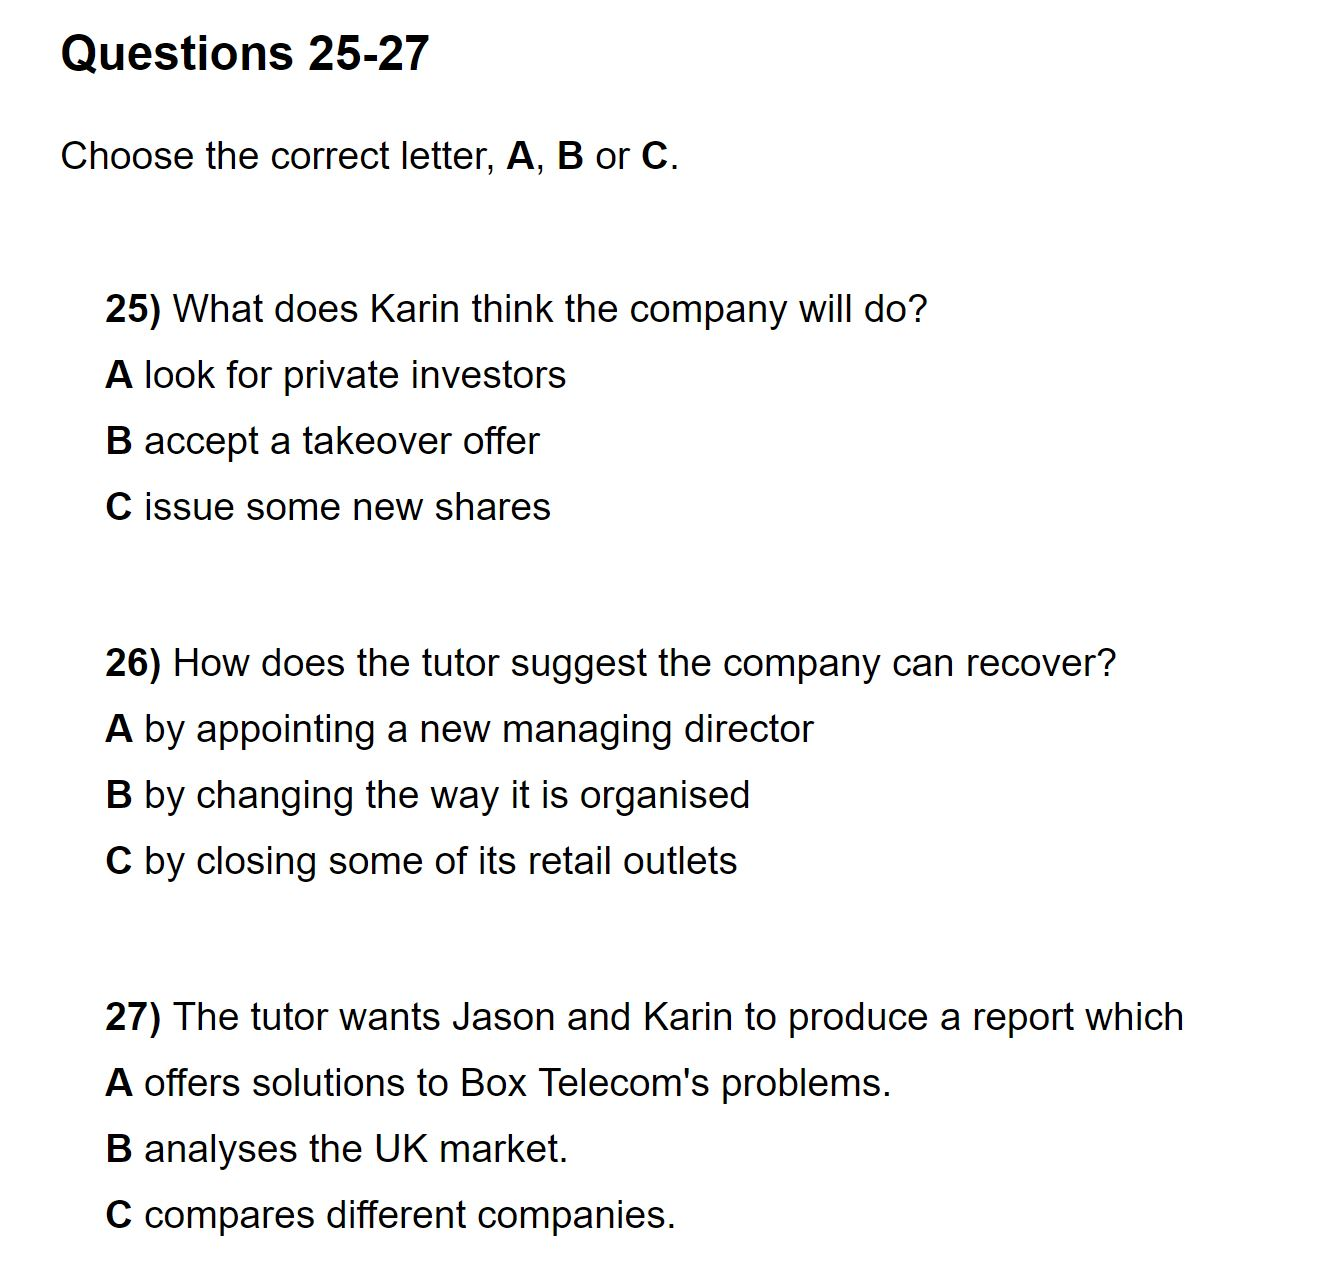 Questions 25-27
Choose the correct letter, A, B or C.
25) What does Karin think the company will do?
A look for private investors
B accept a takeover offer
C issue some new shares
26) How does the tutor suggest the company can recover?
A by appointing a new managing director
B by changing the way it is organised
C by closing some of its retail outlets
27) The tutor wants Jason and Karin to produce a report which
A offers solutions to Box Telecom's problems.
B analyses the UK market.
C compares different companies.